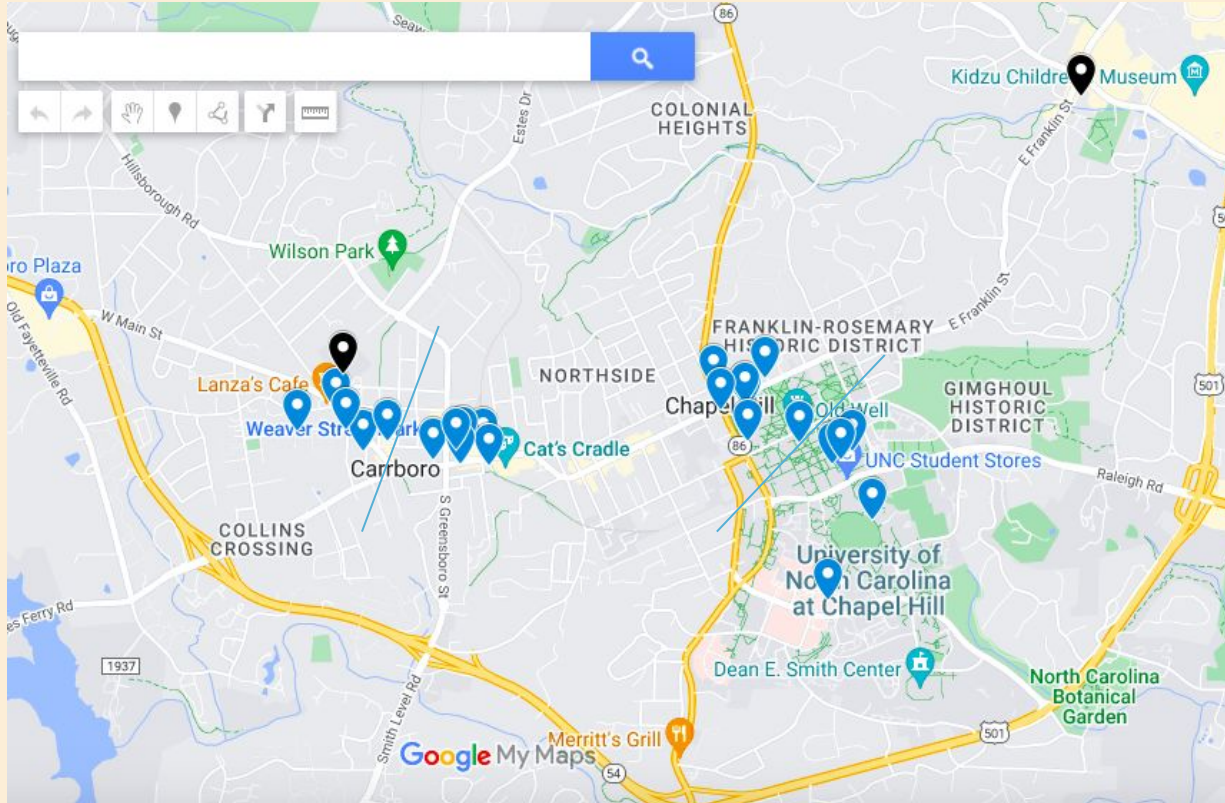 86
Kidzu Childre
Museum
COLONIAL
HEIGHTS
Estes Dr
E Franklin St
Hillsborough Rd
Wilson Park
ro Plaza
Old Fayetteville Rd
W Main St
E Franklin St
FRANKLIN-ROSEMARY
HISTORIC DISTRICT
Lanza's Cafe
NORTHSIDE
501
GIMGHOUL
HISTORIC
DISTRICT
Chapel Hill
Old Well
Weaver Street
Cat's Cradle
86
UNC Student Stores
Carrboro
Raleigh Rd
S Greensboro St
COLLINS
CROSSING
University of
North Carolina
at Chapel Hill
es Ferry Rd
1937
Dean E. Smith Center
North Carolina
Botanical
Garden
Smith Level Rd
501
Merritt's Grill
Google My Maps
54